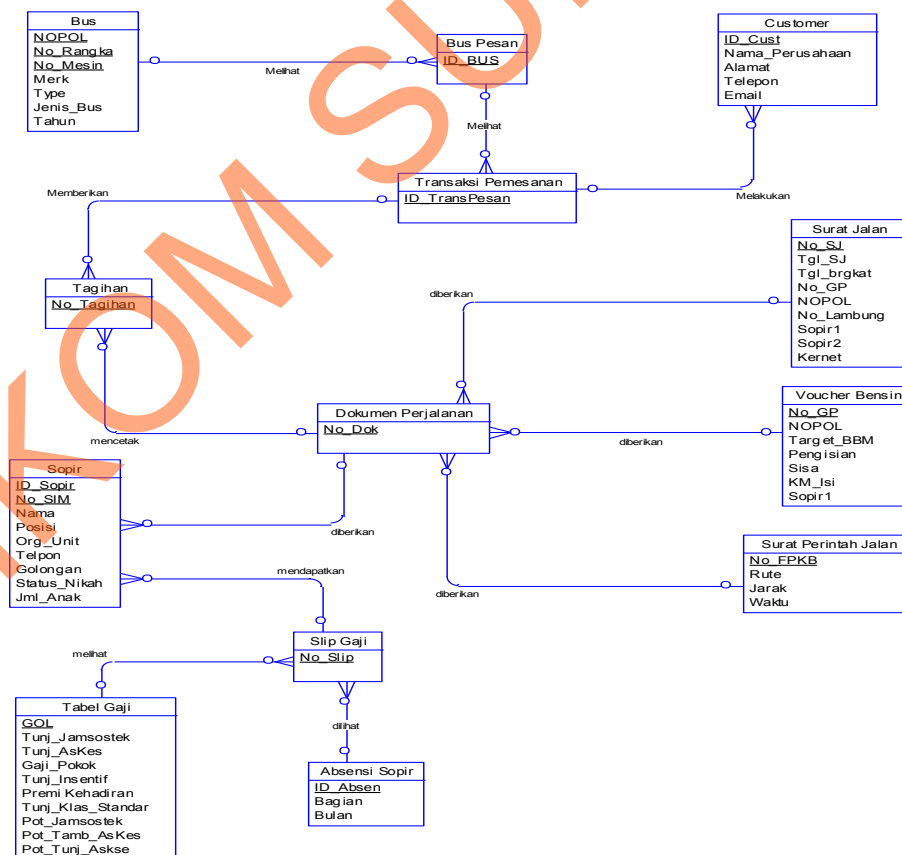 Bus
NOPOL
No_Rangka
No_Mesin
Merk
Type
Jenis_Bus
Tahun
Melihat
Bus Pesan
ID_BUS
Customer
ID_Cust
Nama_Perusahaan
Alamat
Telepon
Email
Melihat
Transaksi Pemesanan
ID_TransPesan
Memberikan
Melakukan
Tagihan
No_Tagihan
Surat Jalan
No_SJ
Tgl_SJ
Tgl_brgkat
No_GP
NOPOL
No_Lambung
Sopir1
Sopir2
Kernet
diberikan
Dokumen Perjalanan
No_Dok
mencetak
diberikan
Voucher Bensin
No_GP
NOPOL
Target_BBM
Pengisian
Sisa
KM_Isi
Sopir1
Sopir
ID_Sopir
No_SIM
Nama
Posisi
Org_Unit
Telpon
Golongan
Status_Nikah
Jml_Anak
diberikan
mendapatkan
diberikan
Surat Perintah Jalan
No_FPKB
Rute
Jarak
Waktu
Slip Gaji
No_Slip
melihat
dilihat
Tabel Gaji
GOL
Tunj_Jamsostek
Tunj_AsKes
Gaji_Pokok
Tunj_Insentif
Premi Kehadiran
Tunj_Klas_Standar
Pot_Jamsostek
Pot_Tamb_AsKes
Pot_Tunj_Askse
Absensi Sopir
ID_Absen
Bagian
Bulan
KOM SU